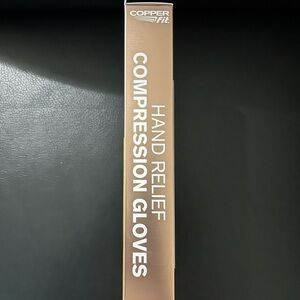 COPPER
fit
HAND RELIEF
COMPRESSION GLOVES